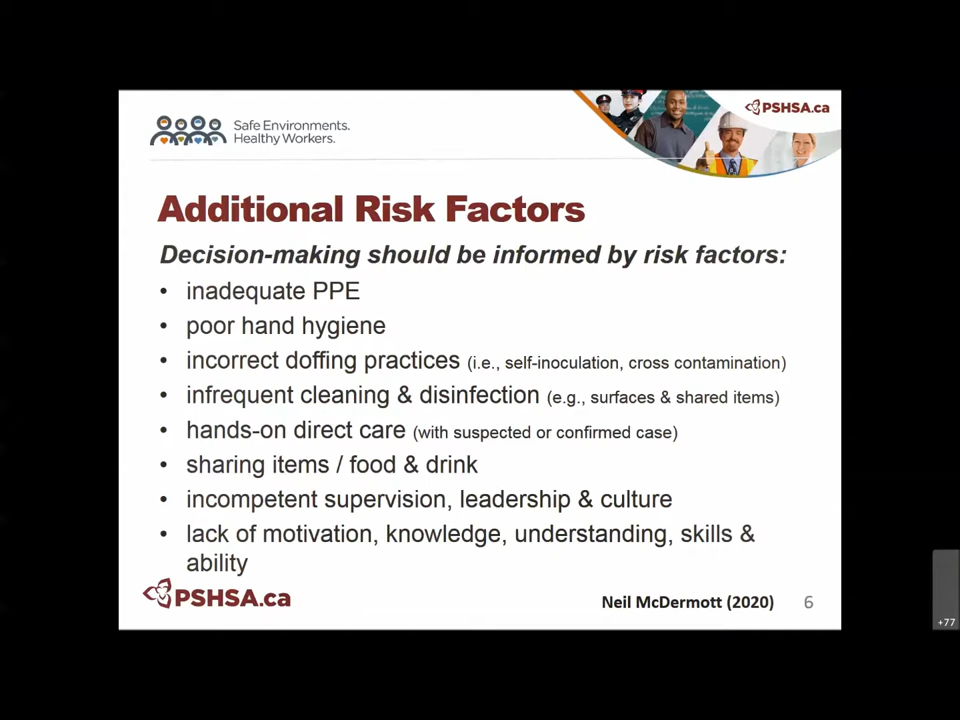 Safe Environments.
Healthy Workers.
PSHSA.ca
Additional Risk Factors
Decision-making should be informed by risk factors:
• inadequate PPE
• poor hand hygiene
• incorrect doffing practices (i.e., self-inoculation, cross contamination)
• infrequent cleaning & disinfection (e.g., surfaces & shared items)
• hands-on direct care (with suspected or confirmed case)
• sharing items / food & drink
• incompetent supervision, leadership & culture
• lack of motivation, knowledge, understanding, skills &
ability
PSHSA.ca
Neil McDermott (2020)
6
+77